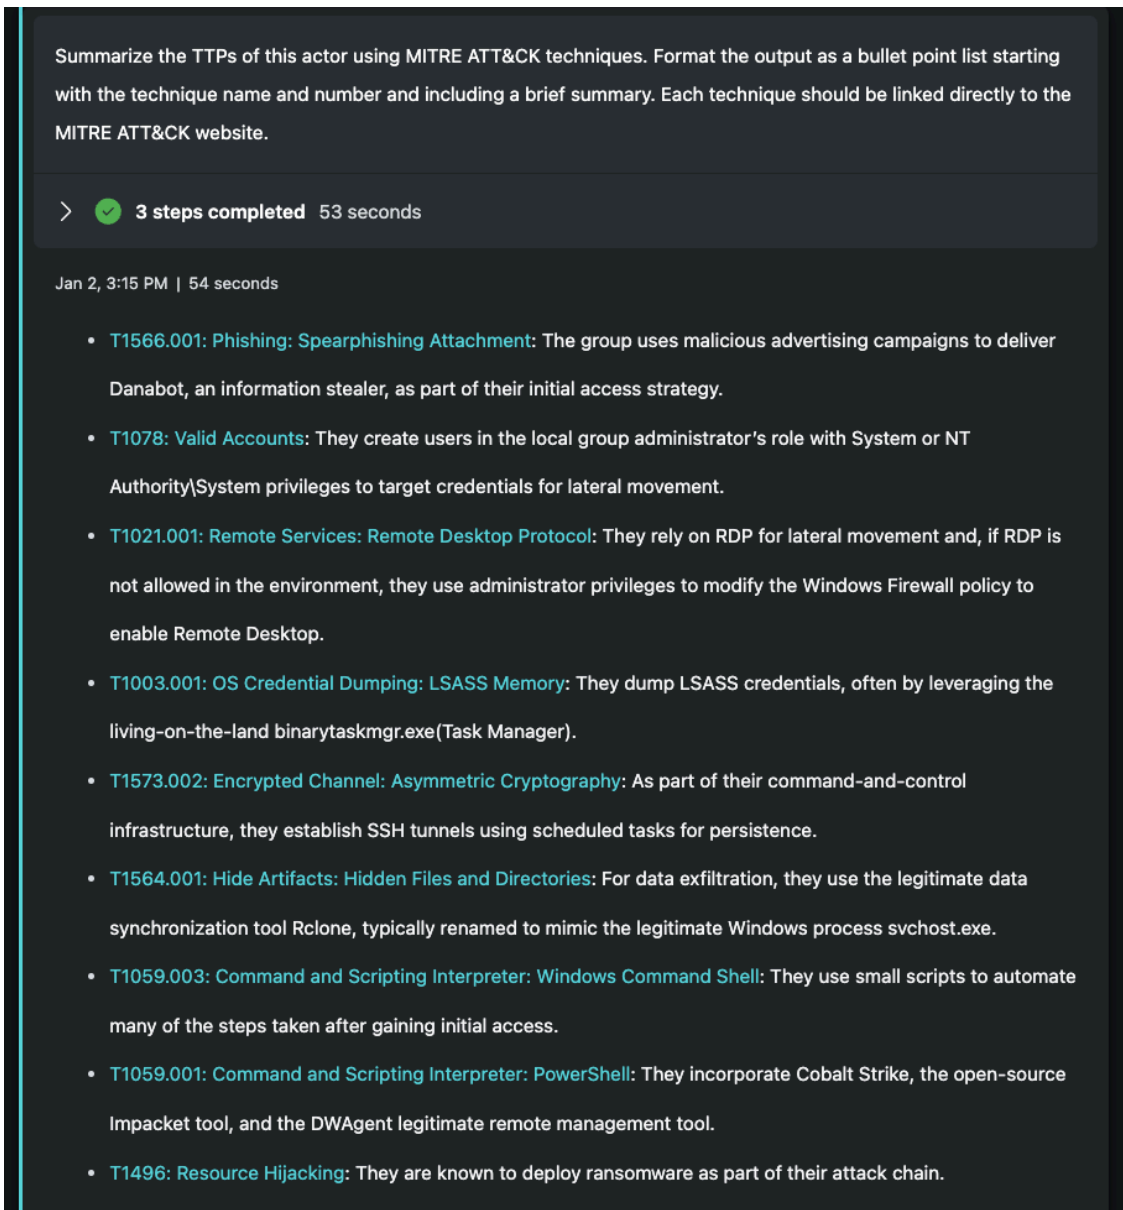 Summarize the TTPs of this actor using MITRE ATT&CK techniques. Format the output as a bullet point list starting
with the technique name and number and including a brief summary. Each technique should be linked directly to the
MITRE ATT&CK website.
3 steps completed 53 seconds
Jan 2, 3:15 PM | 54 seconds
• T1566.001: Phishing: Spearphishing Attachment: The group uses malicious advertising campaigns to deliver
Danabot, an information stealer, as part of their initial access strategy.
• T1078: Valid Accounts: They create users in the local group administrator's role with System or NT
Authority\System privileges to target credentials for lateral movement.
• T1021.001: Remote Services: Remote Desktop Protocol: They rely on RDP for lateral movement and, if RDP is
not allowed in the environment, they use administrator privileges to modify the Windows Firewall policy to
enable Remote Desktop.
• T1003.001: OS Credential Dumping: LSASS Memory: They dump LSASS credentials, often by leveraging the
living-on-the-land binarytaskmgr.exe(Task Manager).
• T1573.002: Encrypted Channel: Asymmetric Cryptography: As part of their command-and-control
infrastructure, they establish SSH tunnels using scheduled tasks for persistence.
• T1564.001: Hide Artifacts: Hidden Files and Directories: For data exfiltration, they use the legitimate data
synchronization tool Rclone, typically renamed to mimic the legitimate Windows process svchost.exe.
• T1059.003: Command and Scripting Interpreter: Windows Command Shell: They use small scripts to automate
many of the steps taken after gaining initial access.
• T1059.001: Command and Scripting Interpreter: PowerShell: They incorporate Cobalt Strike, the open-source
Impacket tool, and the DWAgent legitimate remote management tool.
• T1496: Resource Hijacking: They are known to deploy ransomware as part of their attack chain.